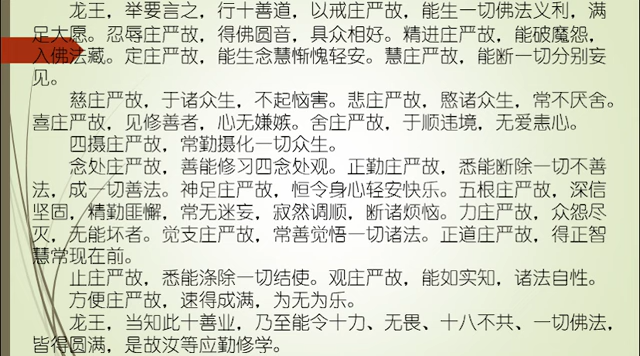 龙王，举要言之，行十善道，以戒庄严故，能生一切佛法义利，满
足大愿。忍辱庄严故，得佛圆音，具众相好。精进庄严故，能破魔怨，
入佛法藏。定庄严故，能生念慧惭愧轻安。慧庄严故，能断一切分别妄
见。
慈庄严故，于诸众生，不起恼害。悲庄严故，愍诸众生，常不厌舍。
喜庄严故，见修善者，心无嫌嫉。舍庄严故，于顺违境，无爱恚心。
四摄庄严故，常勤摄化一切众生。
念处庄严故，善能修习四念处观。正勤庄严故，悉能断除一切不善
法，成一切善法。神足庄严故，恒令身心轻安快乐。五根庄严故，深信
坚固，精勤匪懈，常无迷妄，寂然调顺，断诸烦恼。力庄严故，众怨尽
灭，无能坏者。觉支庄严故，常善觉悟一切诸法。正道庄严故，得正智
慧常现在前。
止庄严故，悉能涤除一切结使。观庄严故，能如实知，诸法自性。
方便庄严故，速得成满，为无为乐。
龙王，当知此十善业，乃至能令十力、无畏、十八不共、一切佛法，
皆得圆满，是故汝等应勤修学。